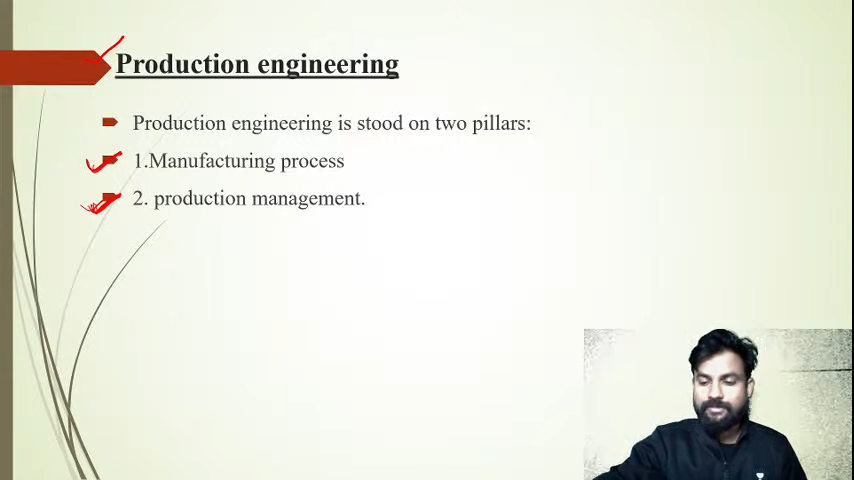 Production engineering
Production engineering is stood on two pillars:
1.Manufacturing process
2. production management.